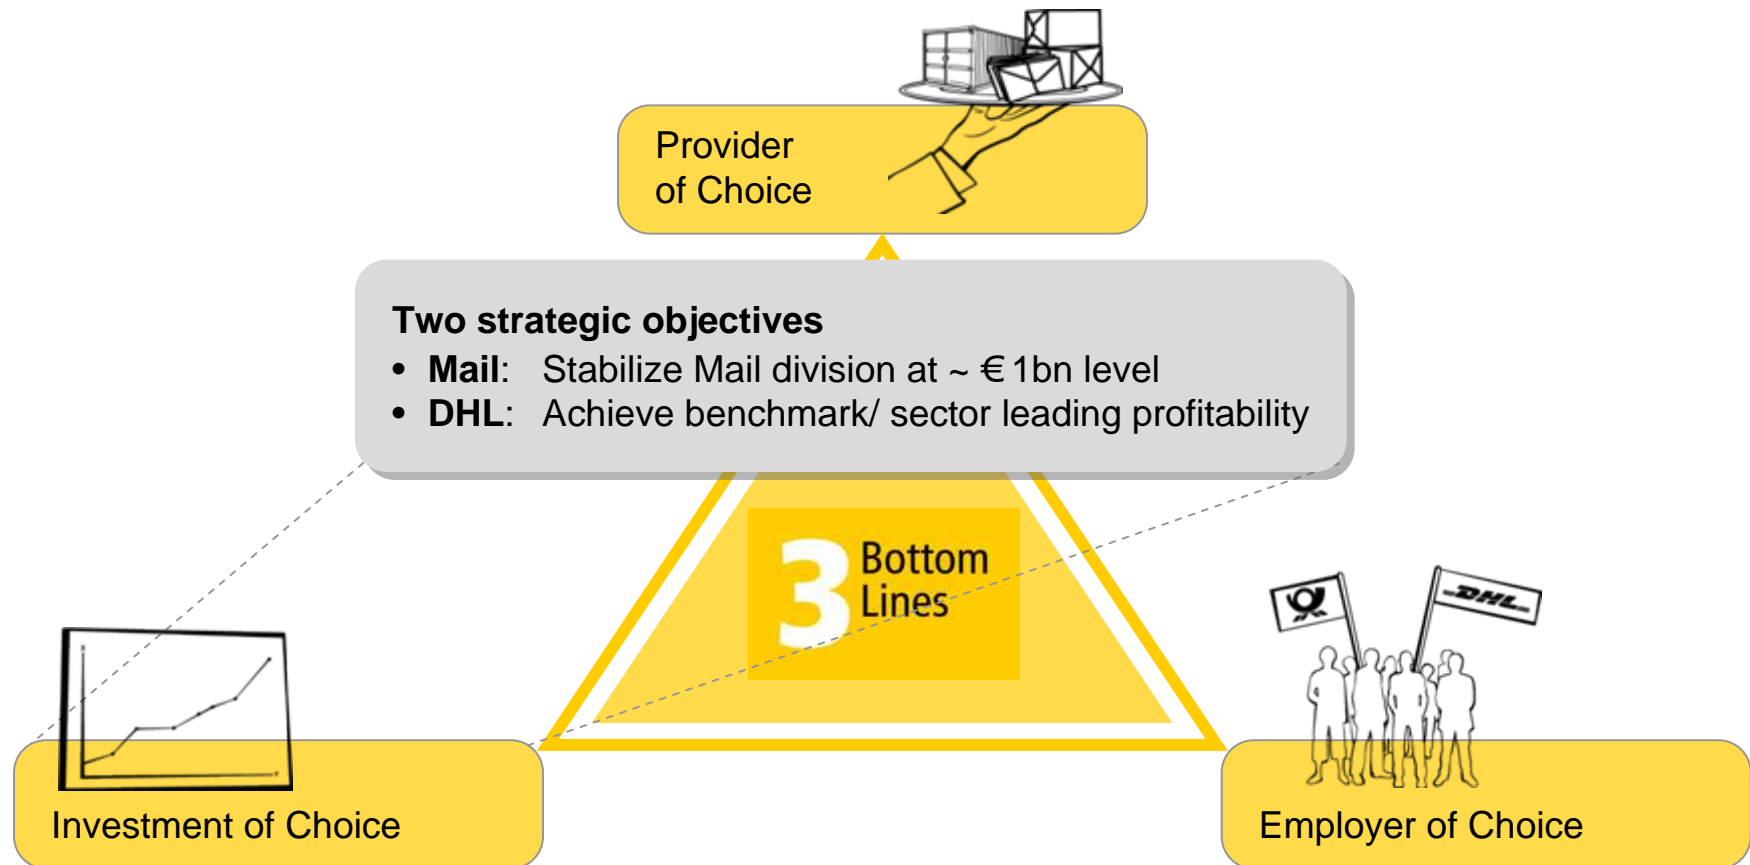 Provider
of Choice
Two strategic objectives
• Mail: Stabilize Mail division at ~ € 1bn level
• DHL: Achieve benchmark/ sector leading profitability
3 Bottom
Lines
DHL
X
Y
Investment of Choice
Employer of Choice